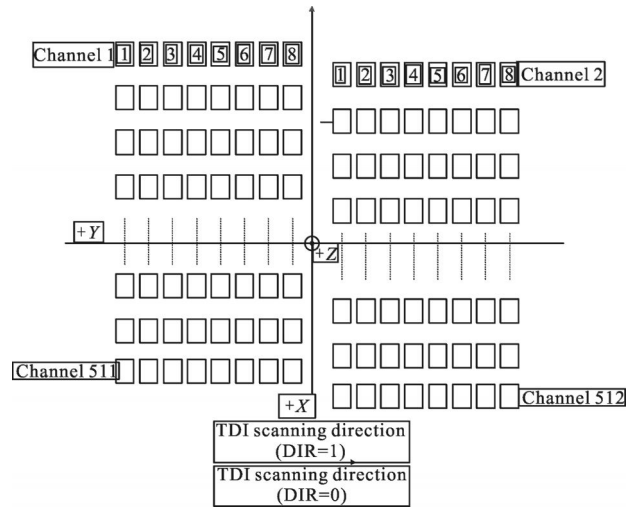 Channel 1 1 2 3 4 5 6 7 8
1 2 3 4 5 6 7 8 Channel 2
+Y
+Z
Channel 511
Channel 512
+X
TDI scanning direction
(DIR=1)
TDI scanning direction
(DIR=0)